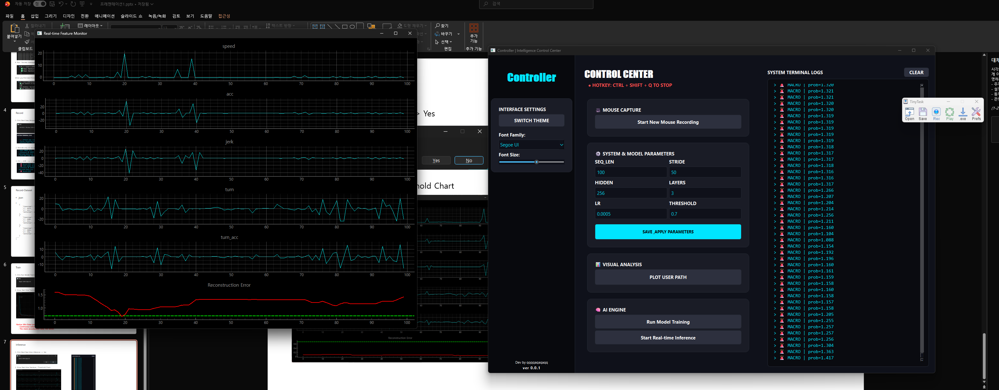 자동 저장
프레젠테이션1.pptx • 저장됨
검색
파일 홈 삽입 그리기 디자인 전환 애니메이션 슬라이드 쇼 녹음/녹화 검토 보기 도움말 접근성
붙여넣기
잘라내기
클립보드
레이아웃
텍스트 방향
도형 채우기
찾기
바꾸기
선택
편집
추가
기능
추가 기능
Real-time Feature Monitor
speed
20
10
0
0 10 20 30 40 50 60 70 80 90 100
acc
20
0
-20
0 10 20 30 40 50 60 70 80 90 100
jerk
20
0
-20
-40
0 10 20 30 40 50 60 70 80 90 100
turn
20
0
-20
0 10 20 30 40 50 60 70 80 90 100
turn_acc
10
0
-10
0 10 20 30 40 50 60 70 80 90 100
Reconstruction Error
1.5
1.0
0 10 20 30 40 50 60 70 80 90 100
4
Record
5
Record-Dataset
• json
6
Train
7
Inference
Yes
Yes No
hold Chart
Reconstruction Error
Controller | Intelligence Control Center
Controller
INTERFACE SETTINGS
SWITCH THEME
Font Family:
Segoe UI
Font Size:
Dev by qqqqaqaqaqq
ver 0.0.1
CONTROL CENTER
● HOTKEY: CTRL + SHIFT + Q TO STOP
MOUSE CAPTURE
Start New Mouse Recording
SYSTEM & MODEL PARAMETERS
SEQ_LEN STRIDE
100 50
HIDDEN LAYERS
256 3
LR THRESHOLD
0.0005 0.7
SAVE_APPLY PARAMETERS
VISUAL ANALYSIS
PLOT USER PATH
AI ENGINE
Run Model Training
Start Real-time Inference
SYSTEM TERMINAL LOGS
CLEAR
> 🚨 MACRO | prob=1.320
> 🚨 MACRO | prob=1.321
> 🚨 MACRO | prob=1.321
> 🚨 MACRO | prob=1.320
> 🚨 MACRO | prob=1.320
> 🚨 MACRO | prob=1.319
> 🚨 MACRO | prob=1.319
> 🚨 MACRO | prob=1.319
> 🚨 MACRO | prob=1.319
> 🚨 MACRO | prob=1.319
> 🚨 MACRO | prob=1.318
> 🚨 MACRO | prob=1.317
> 🚨 MACRO | prob=1.317
> 🚨 MACRO | prob=1.318
> 🚨 MACRO | prob=1.316
> 🚨 MACRO | prob=1.316
> 🚨 MACRO | prob=1.317
> 🚨 MACRO | prob=1.266
> 🚨 MACRO | prob=1.207
> 🚨 MACRO | prob=1.204
> 🚨 MACRO | prob=1.214
> 🚨 MACRO | prob=1.256
> 🚨 MACRO | prob=1.211
> 🚨 MACRO | prob=1.160
> 🚨 MACRO | prob=1.104
> 🚨 MACRO | prob=1.088
> 🚨 MACRO | prob=1.154
> 🚨 MACRO | prob=1.192
> 🚨 MACRO | prob=1.196
> 🚨 MACRO | prob=1.160
> 🚨 MACRO | prob=1.161
> 🚨 MACRO | prob=1.159
> 🚨 MACRO | prob=1.158
> 🚨 MACRO | prob=1.160
> 🚨 MACRO | prob=1.158
> 🚨 MACRO | prob=1.157
> 🚨 MACRO | prob=1.158
> 🚨 MACRO | prob=1.205
> 🚨 MACRO | prob=1.255
> 🚨 MACRO | prob=1.257
> 🚨 MACRO | prob=1.257
> 🚨 MACRO | prob=1.256
> 🚨 MACRO | prob=1.304
> 🚨 MACRO | prob=1.363
> 🚨 MACRO | prob=1.417
TinyTask
Open Save Rec Play .exe Prefs